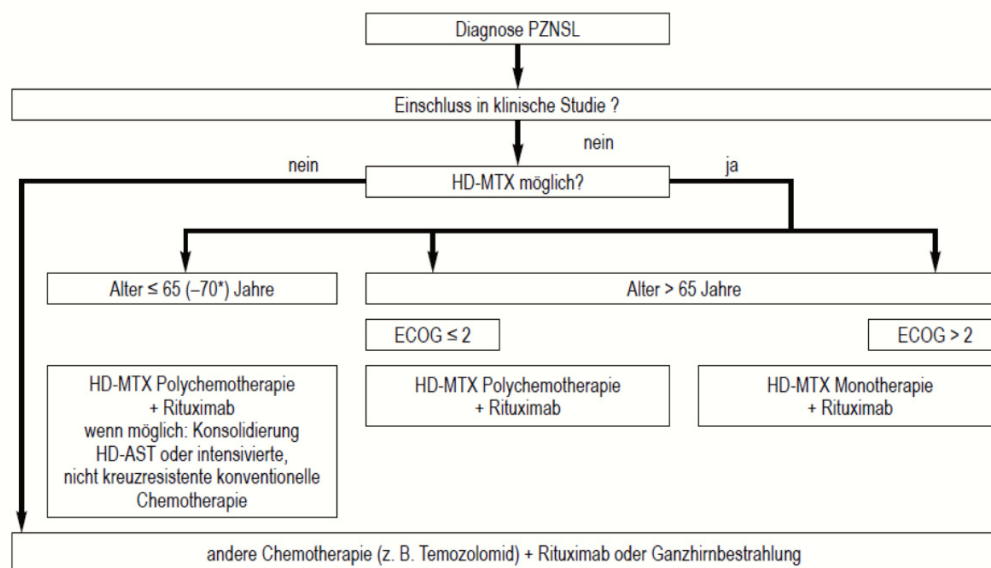 Diagnose PZNSL
Einschluss in klinische Studie ?
nein
nein
HD-MTX möglich?
ja
Alter ≤ 65 (–70*) Jahre
Alter > 65 Jahre
ECOG ≤ 2
ECOG > 2
HD-MTX Polychemotherapie
+ Rituximab
wenn möglich: Konsolidierung
HD-AST oder intensivierte,
nicht kreuzresistente konventionelle
Chemotherapie
HD-MTX Polychemotherapie
+ Rituximab
HD-MTX Monotherapie
+ Rituximab
andere Chemotherapie (z. B. Temozolomid) + Rituximab oder Ganzhirnbestrahlung